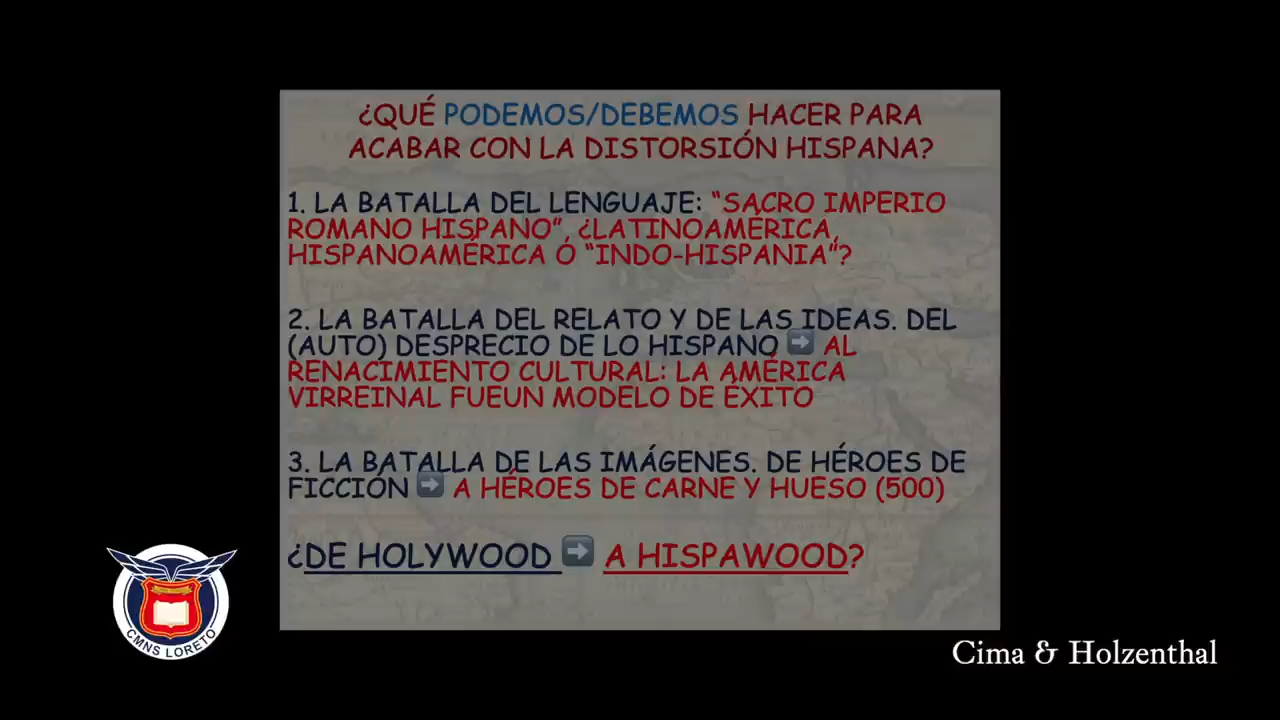 ¿QUÉ PODEMOS/DEBEMOS HACER PARA
ACABAR CON LA DISTORSIÓN HISPANA?
1. LA BATALLA DEL LENGUAJE: “SACRO IMPERIO
ROMANO HISPANO”, ¿LATINOAMÉRICA,
HISPANOAMÉRICA Ó “INDO-HISPANIA”?
2. LA BATALLA DEL RELATO Y DE LAS IDEAS. DEL
(AUTO) DESPRECIO DE LO HISPANO ➡ AL
RENACIMIENTO CULTURAL: LA AMÉRICA
VIRREINAL FUEUN MODELO DE ÉXITO
3. LA BATALLA DE LAS IMÁGENES. DE HÉROES DE
FICCIÓN ➡ A HÉROES DE CARNE Y HUESO (500)
¿DE HOLYWOOD ➡ A HISPAWOOD?
CMNS LORETO
Cima & Holzenthal